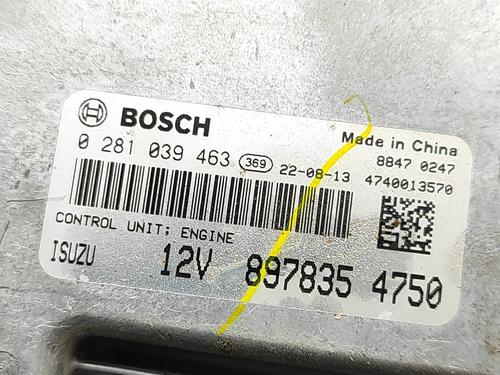 BOSCH
Made in China
0 281 039 463 369 22-08-13
8847 0247
4740013570
CONTROL UNIT; ENGINE
ISUZU 12V 897835 4750